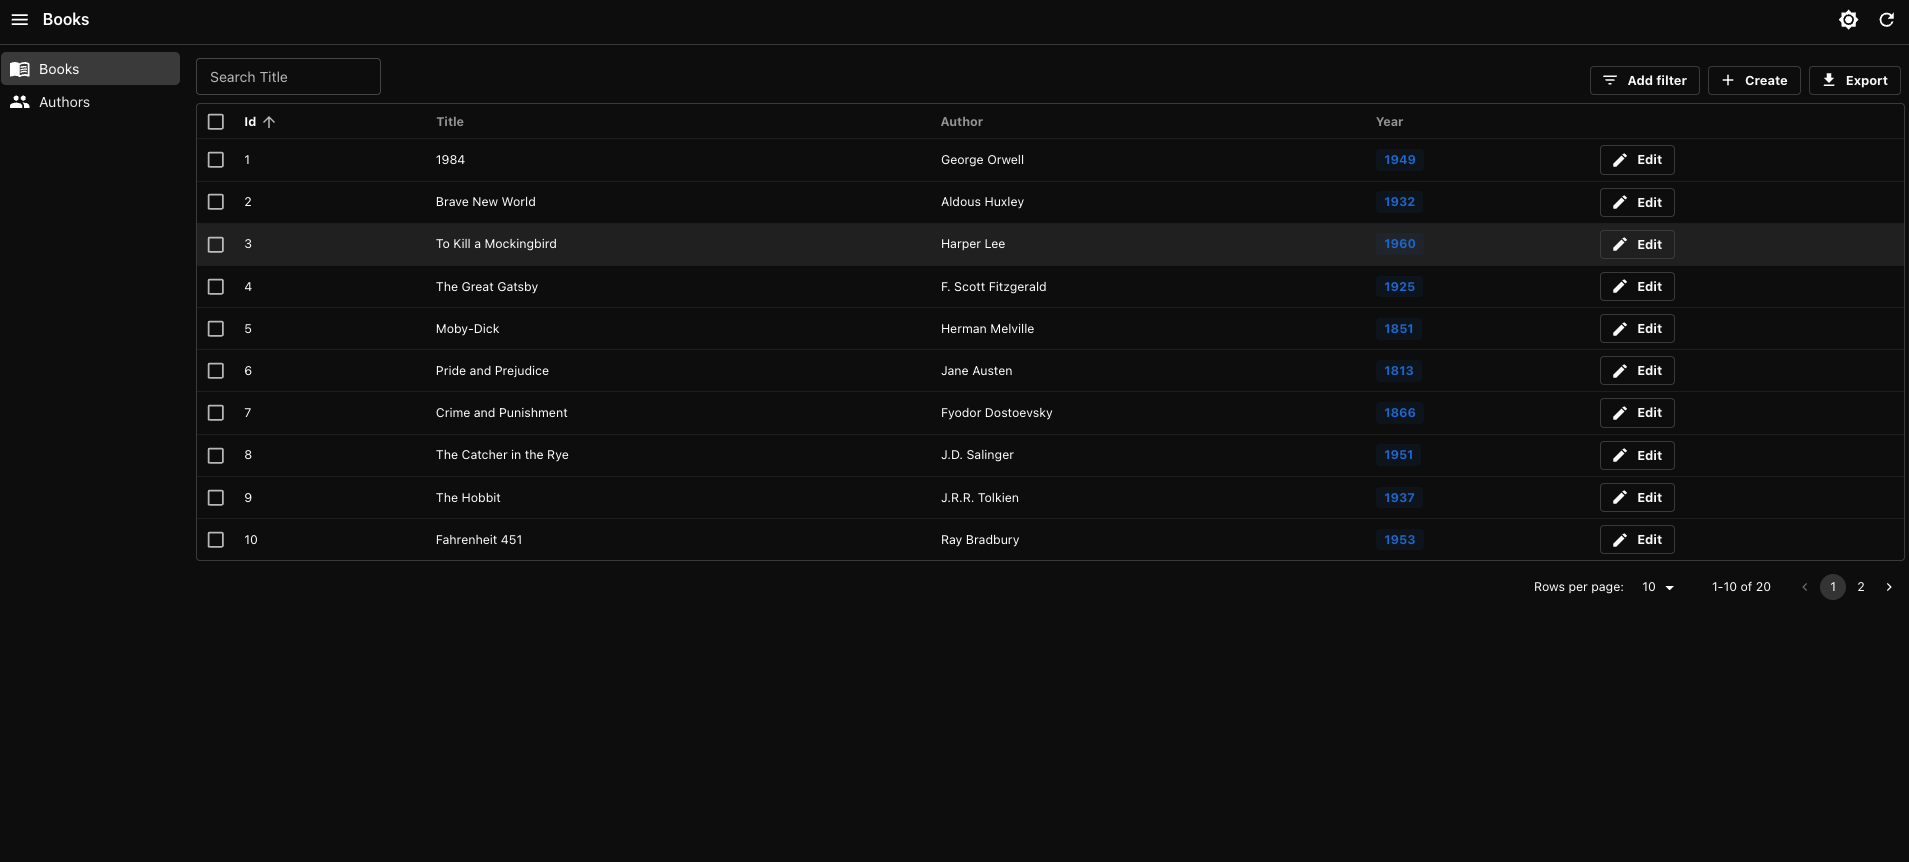 Books
Books
Authors
Search Title
Add filter
Create
Export
Id Title Author Year
1 1984 George Orwell 1949 Edit
2 Brave New World Aldous Huxley 1932 Edit
3 To Kill a Mockingbird Harper Lee 1960 Edit
4 The Great Gatsby F. Scott Fitzgerald 1925 Edit
5 Moby-Dick Herman Melville 1851 Edit
6 Pride and Prejudice Jane Austen 1813 Edit
7 Crime and Punishment Fyodor Dostoevsky 1866 Edit
8 The Catcher in the Rye J.D. Salinger 1951 Edit
9 The Hobbit J.R.R. Tolkien 1937 Edit
10 Fahrenheit 451 Ray Bradbury 1953 Edit
Rows per page: 10 1-10 of 20 1 2